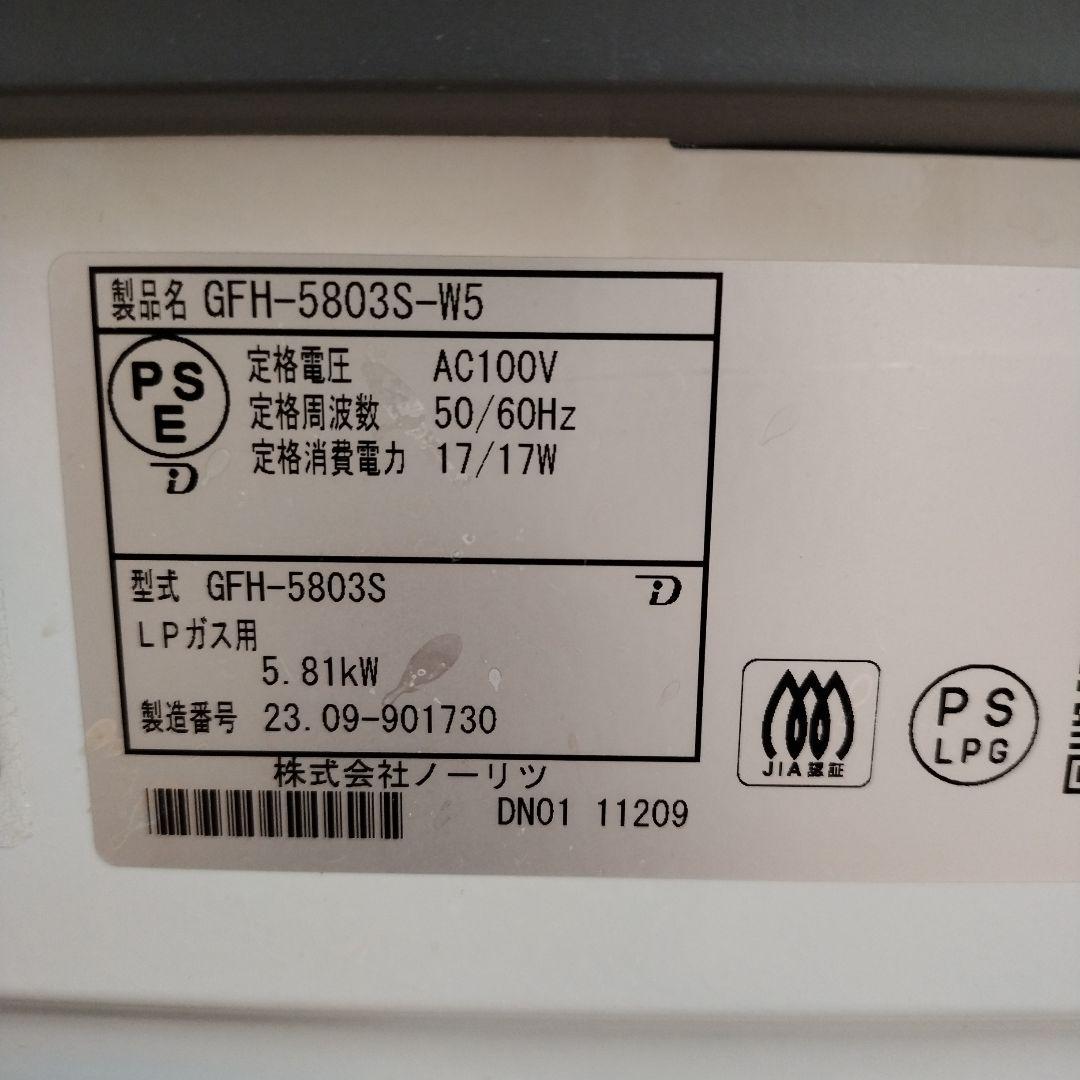 製品名 GFH-5803S-W5
PS
E
定格電圧 AC100V
定格周波数 50/60Hz
定格消費電力 17/17W
型式 GFH-5803S
LPガス用
5.81kW
製造番号 23.09-901730
株式会社ノーリツ
DN01 11209
JIA認証
PS
LPG